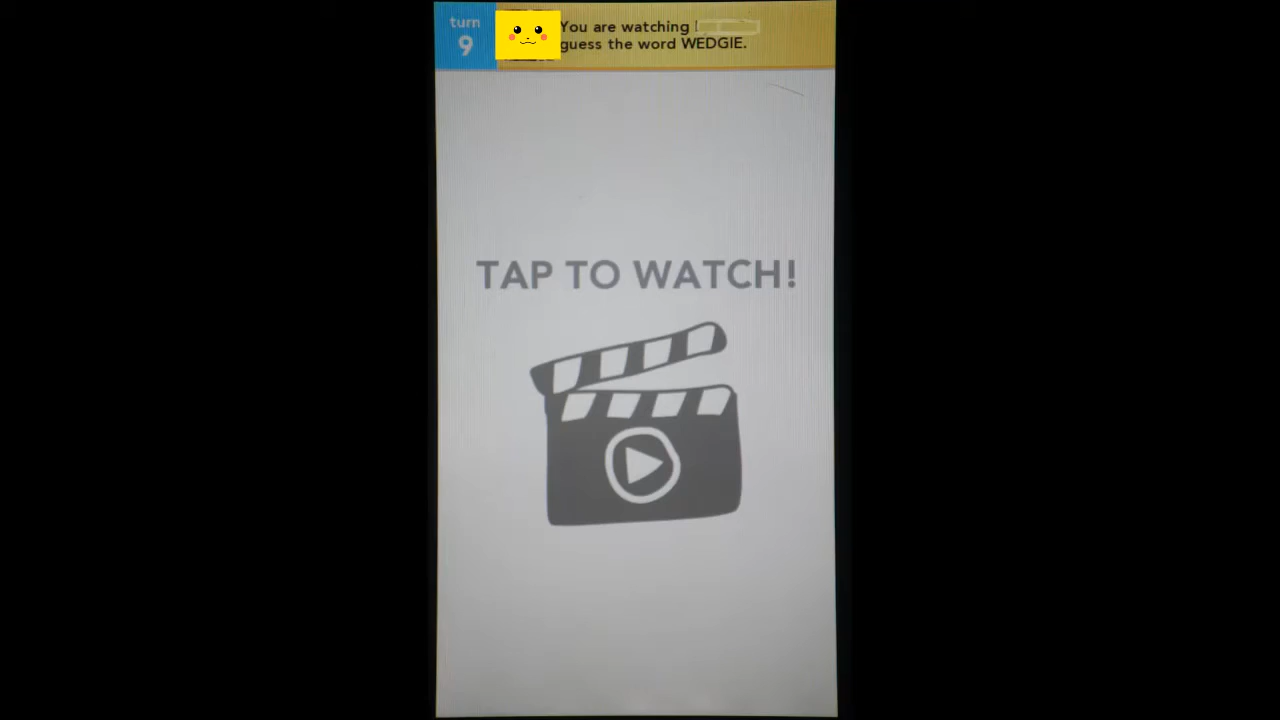 turn
9
You are watching
guess the word WEDGIE.
TAP TO WATCH!